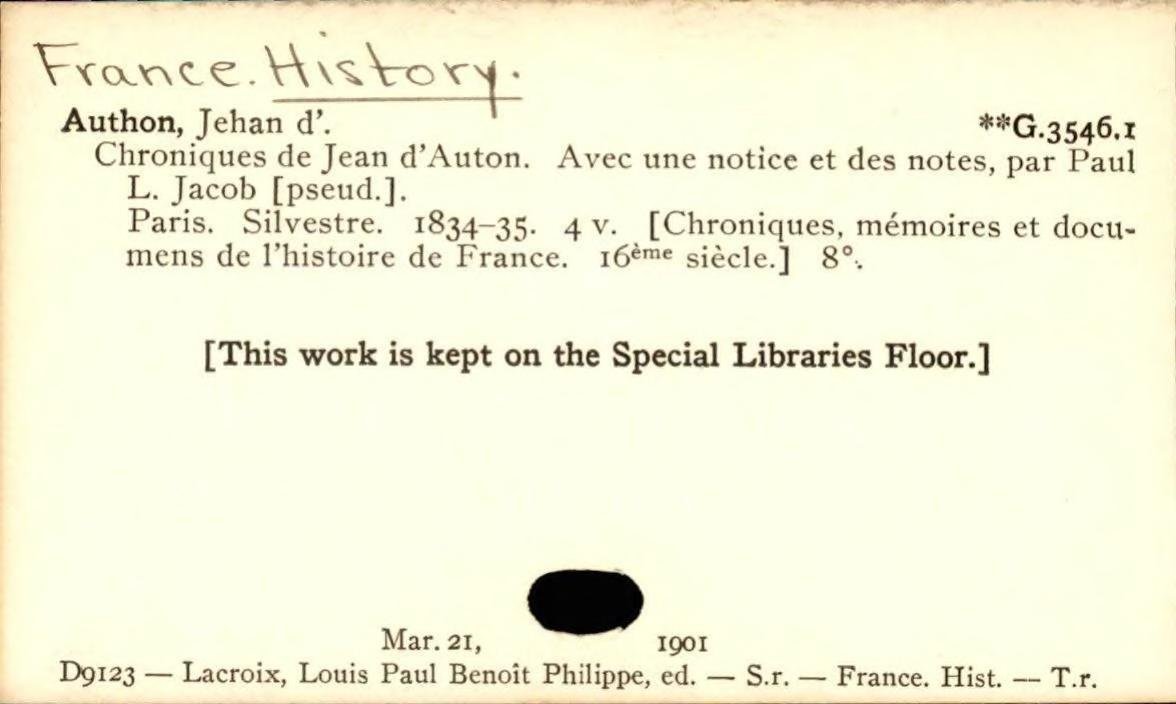 France. History.
Authon, Jehan d'. **G.3546.1
Chroniques de Jean d'Auton. Avec une notice et des notes, par Paul
L. Jacob [pseud.].
Paris. Silvestre. 1834–35. 4 v. [Chroniques, mémoires et docu-
mens de l'histoire de France. 16ème siècle.] 8°.
[This work is kept on the Special Libraries Floor.]
Mar. 21, 1901
D9123 — Lacroix, Louis Paul Benoît Philippe, ed. — S.r. — France. Hist. — T.r.